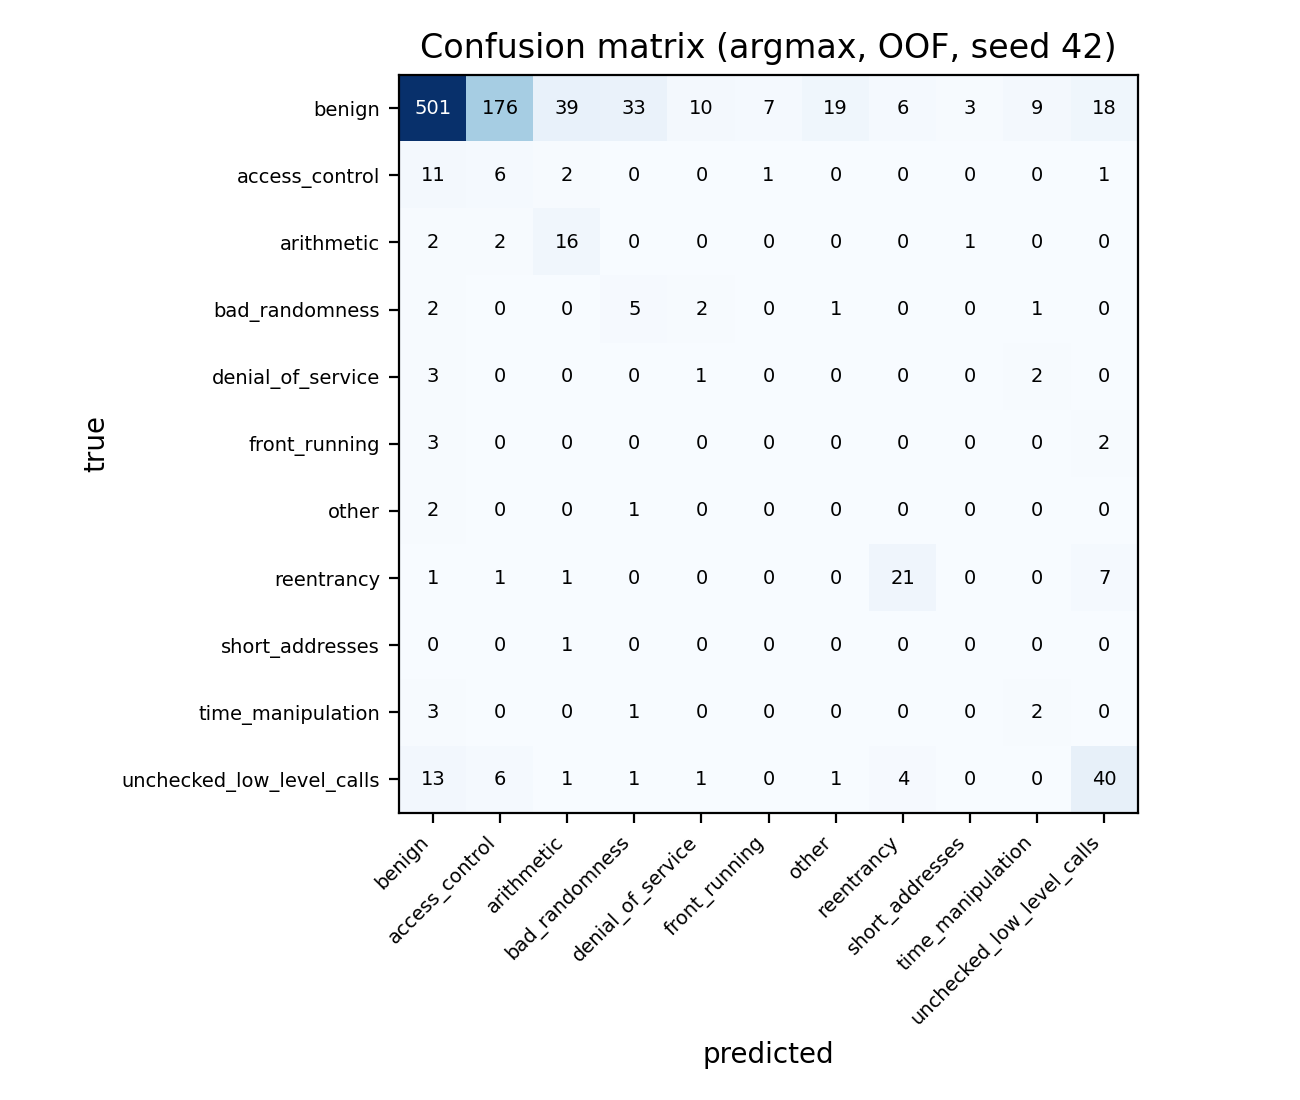 Confusion matrix (argmax, OOF, seed 42)
benign 501 176 39 33 10 7 19 6 3 9 18
access_control 11 6 2 0 0 1 0 0 0 0 1
arithmetic 2 2 16 0 0 0 0 0 1 0 0
bad_randomness 2 0 0 5 2 0 1 0 0 1 0
denial_of_service 3 0 0 0 1 0 0 0 0 2 0
front_running 3 0 0 0 0 0 0 0 0 0 2
other 2 0 0 1 0 0 0 0 0 0 0
reentrancy 1 1 1 0 0 0 0 21 0 0 7
short_addresses 0 0 1 0 0 0 0 0 0 0 0
time_manipulation 3 0 0 1 0 0 0 0 0 2 0
unchecked_low_level_calls 13 6 1 1 1 0 1 4 0 0 40
true
benign
access_control
arithmetic
bad_randomness
denial_of_service
front_running
other
reentrancy
short_addresses
time_manipulation
unchecked_low_level_calls
predicted